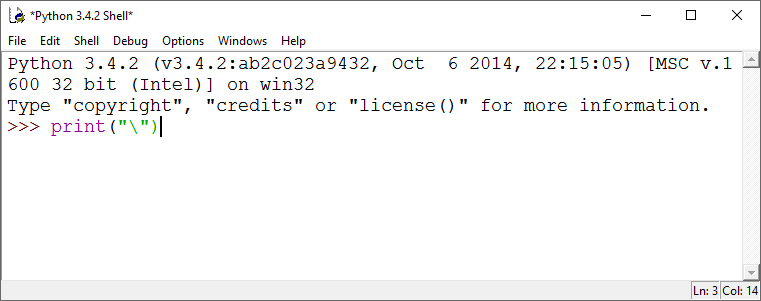 *Python 3.4.2 Shell*
File Edit Shell Debug Options Windows Help
Python 3.4.2 (v3.4.2:ab2c023a9432, Oct  6 2014, 22:15:05) [MSC v.1
600 32 bit (Intel)] on win32
Type "copyright", "credits" or "license()" for more information.
>>> print("\")
Ln: 3 Col: 14